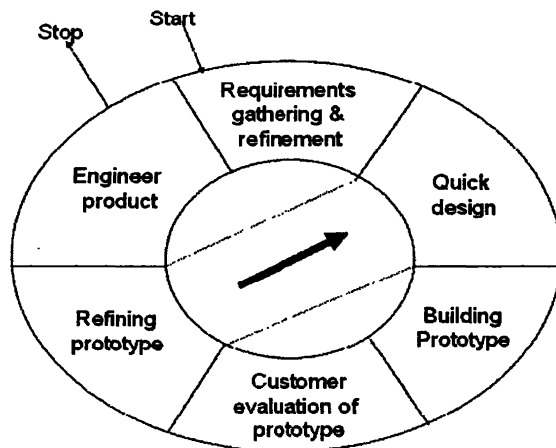 Stop
Start
Requirements
gathering &
refinement
Quick
design
Building
Prototype
Customer
evaluation of
prototype
Refining
prototype
Engineer
product